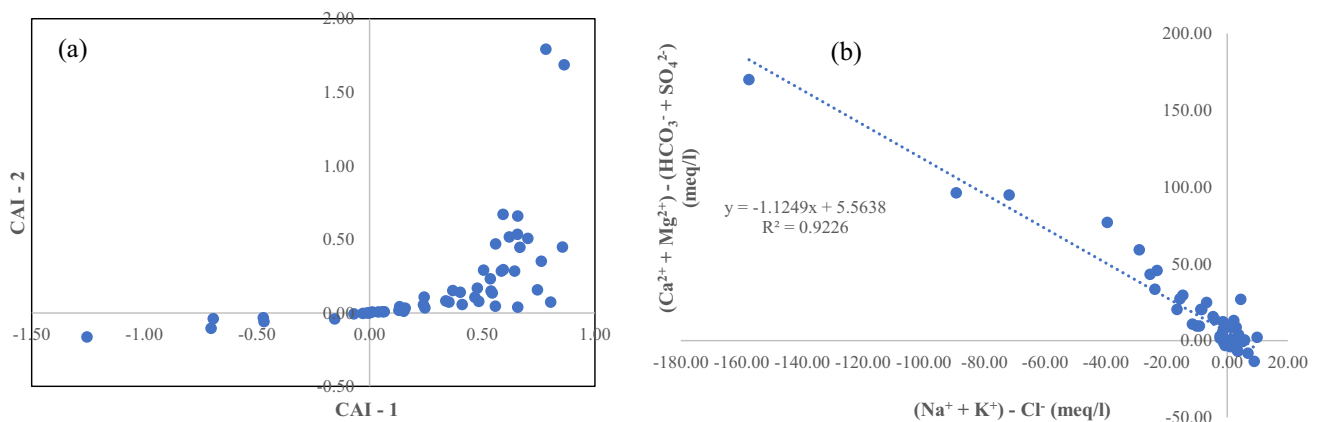 (a)
2.00
1.50
1.00
0.50
0.00
-0.50
-1.50
-1.00
-0.50
0.00
0.50
1.00
CAI - 2
CAI - 1
(b)
200.00
150.00
100.00
50.00
0.00
-50.00
(Ca²⁺ + Mg²⁺) - (HCO₃⁻ + SO₄²⁻)
(meq/l)
y = -1.1249x + 5.5638
R² = 0.9226
-180.00 -160.00 -140.00 -120.00 -100.00 -80.00 -60.00 -40.00 -20.00 0.00 20.00
(Na⁺ + K⁺) - Cl⁻ (meq/l)